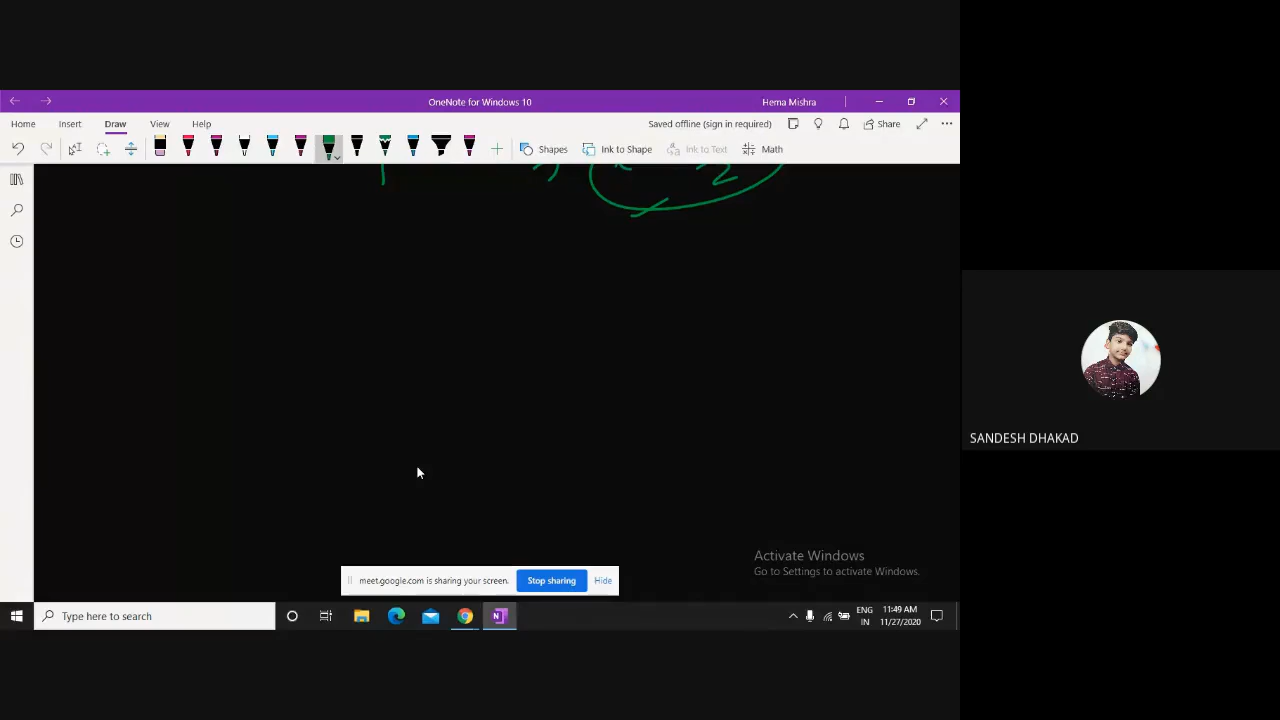 OneNote for Windows 10
Hema Mishra
Home Insert Draw View Help
Saved offline (sign in required)
Share
Shapes
Ink to Shape
Ink to Text
Math
2
SANDESH DHAKAD
Activate Windows
Go to Settings to activate Windows.
meet.google.com is sharing your screen.
Stop sharing
Hide
Type here to search
N
ENG
IN
11:49 AM
11/27/2020